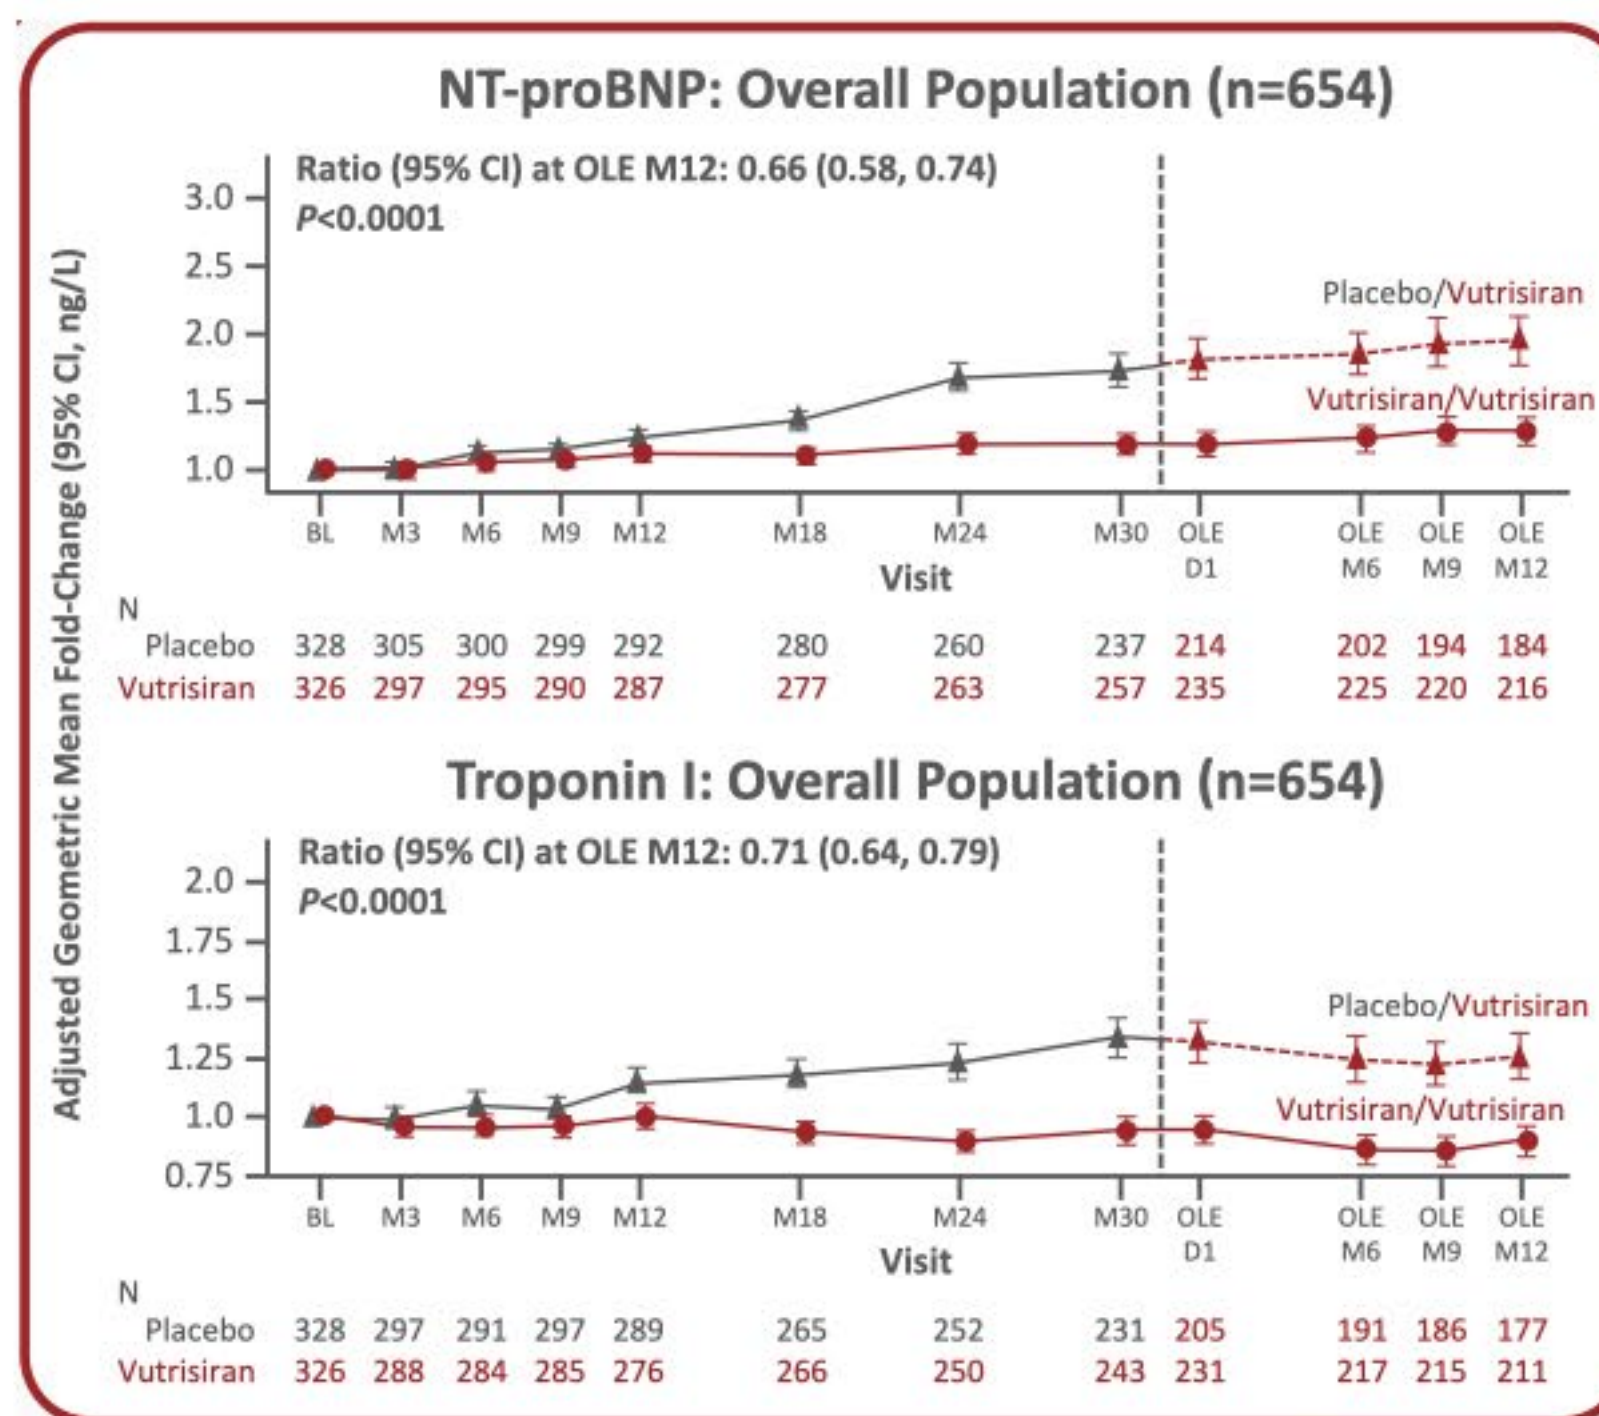 NT-proBNP: Overall Population (n=654)
Adjusted Geometric Mean Fold-Change (95% CI, ng/L)
Ratio (95% CI) at OLE M12: 0.66 (0.58, 0.74)
P<0.0001
3.0
2.5
2.0
1.5
1.0
Placebo/Vutrisiran
Vutrisiran/Vutrisiran
BL M3 M6 M9 M12 M18 M24 M30 OLE D1 OLE M6 OLE M9 OLE M12
Visit
N
Placebo 328 305 300 299 292 280 260 237 214 202 194 184
Vutrisiran 326 297 295 290 287 277 263 257 235 225 220 216
Troponin I: Overall Population (n=654)
Ratio (95% CI) at OLE M12: 0.71 (0.64, 0.79)
P<0.0001
2.0
1.75
1.5
1.25
1.0
0.75
Placebo/Vutrisiran
Vutrisiran/Vutrisiran
BL M3 M6 M9 M12 M18 M24 M30 OLE D1 OLE M6 OLE M9 OLE M12
Visit
N
Placebo 328 297 291 297 289 265 252 231 205 191 186 177
Vutrisiran 326 288 284 285 276 266 250 243 231 217 215 211